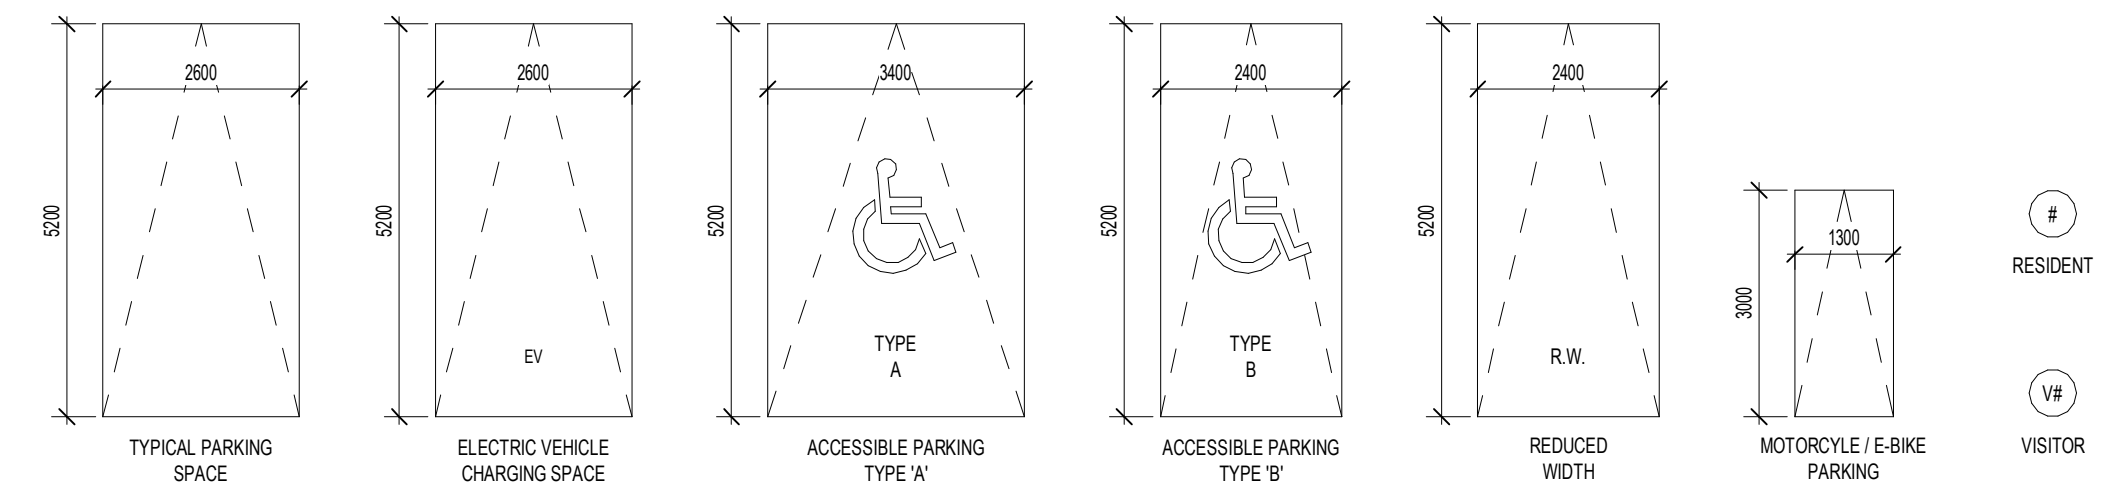 5200
2600
TYPICAL PARKING
SPACE
5200
2600
EV
ELECTRIC VEHICLE
CHARGING SPACE
5200
3400
TYPE
A
ACCESSIBLE PARKING
TYPE 'A'
5200
2400
TYPE
B
ACCESSIBLE PARKING
TYPE 'B'
5200
2400
R.W.
REDUCED
WIDTH
3000
1300
MOTORCYLE / E-BIKE
PARKING
#
RESIDENT
V#
VISITOR